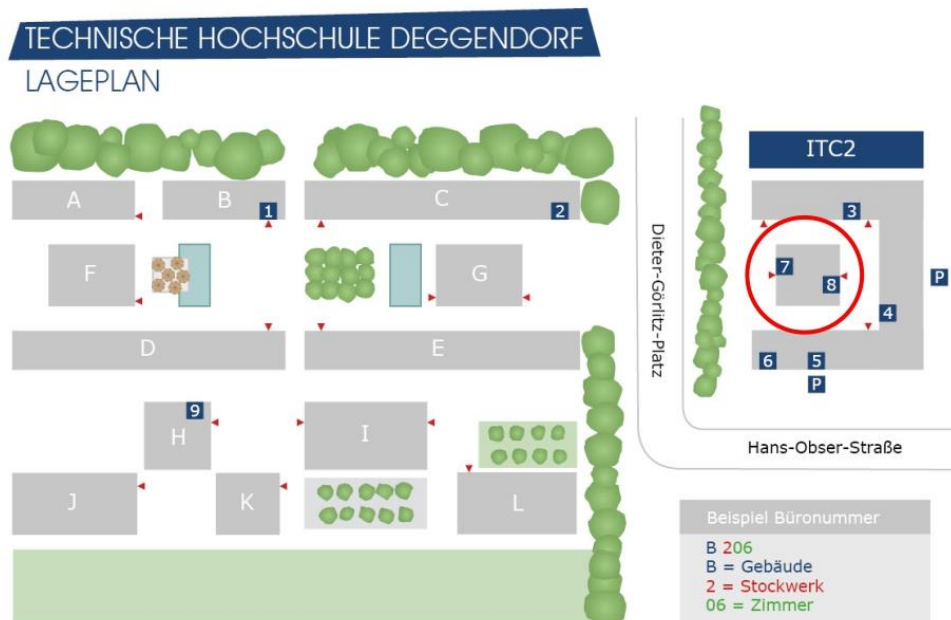 TECHNISCHE HOCHSCHULE DEGGENDORF
LAGEPLAN
ITC2
A
B
1
C
2
3
F
G
7
8
P
4
D
E
6
5
P
Dieter-Görlitz-Platz
9
H
I
Hans-Obser-Straße
J
K
L
Beispiel Büronummer
B 206
B = Gebäude
2 = Stockwerk
06 = Zimmer